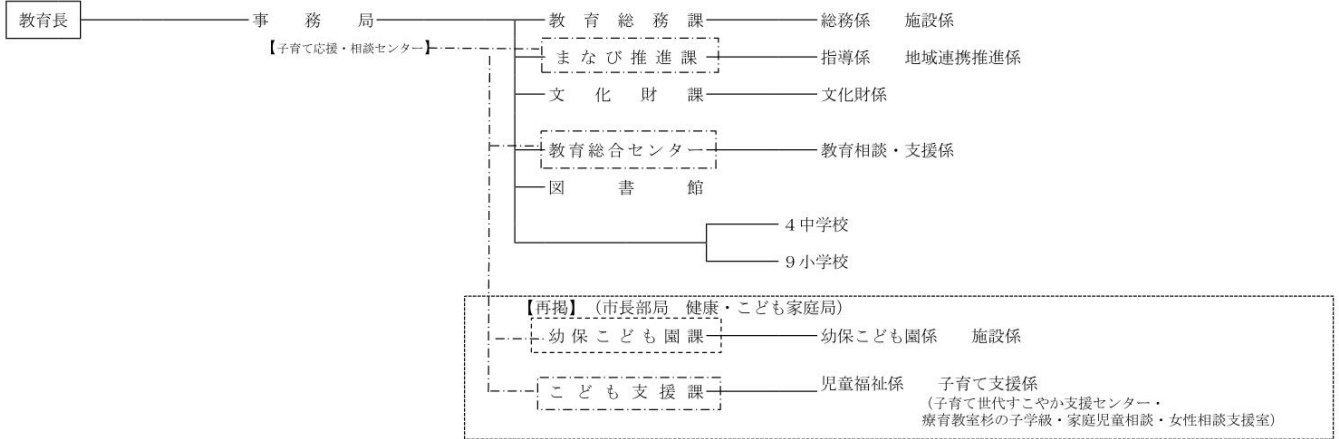 教育長 事務局 教育総務課 総務係 施設係
【子育て応援・相談センター】 まなび推進課 指導係 地域連携推進係
文化財課 文化財係
教育総合センター 教育相談・支援係
図書館
4中学校
9小学校
【再掲】（市長部局 健康・こども家庭局）
幼保こども園課 幼保こども園係 施設係
こども支援課 児童福祉係 子育て支援係
（子育て世代すこやか支援センター・
療育教室杉の子学級・家庭児童相談・女性相談支援室）